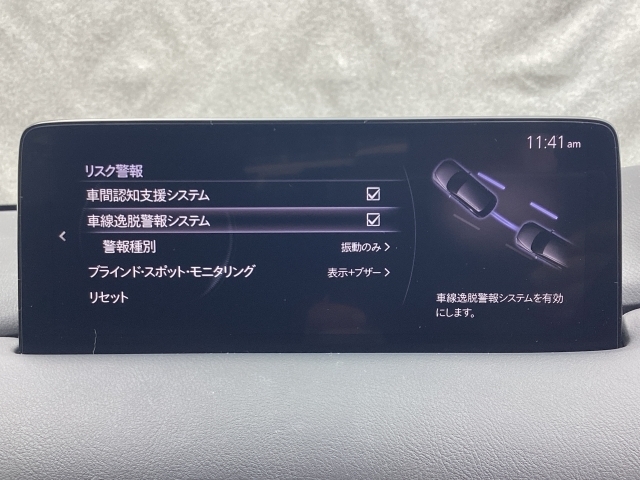 11:41 am
リスク警報
車間認知支援システム
車線逸脱警報システム
警報種別 振動のみ
ブラインド・スポット・モニタリング 表示+ブザー
リセット
車線逸脱警報システムを有効
にします。